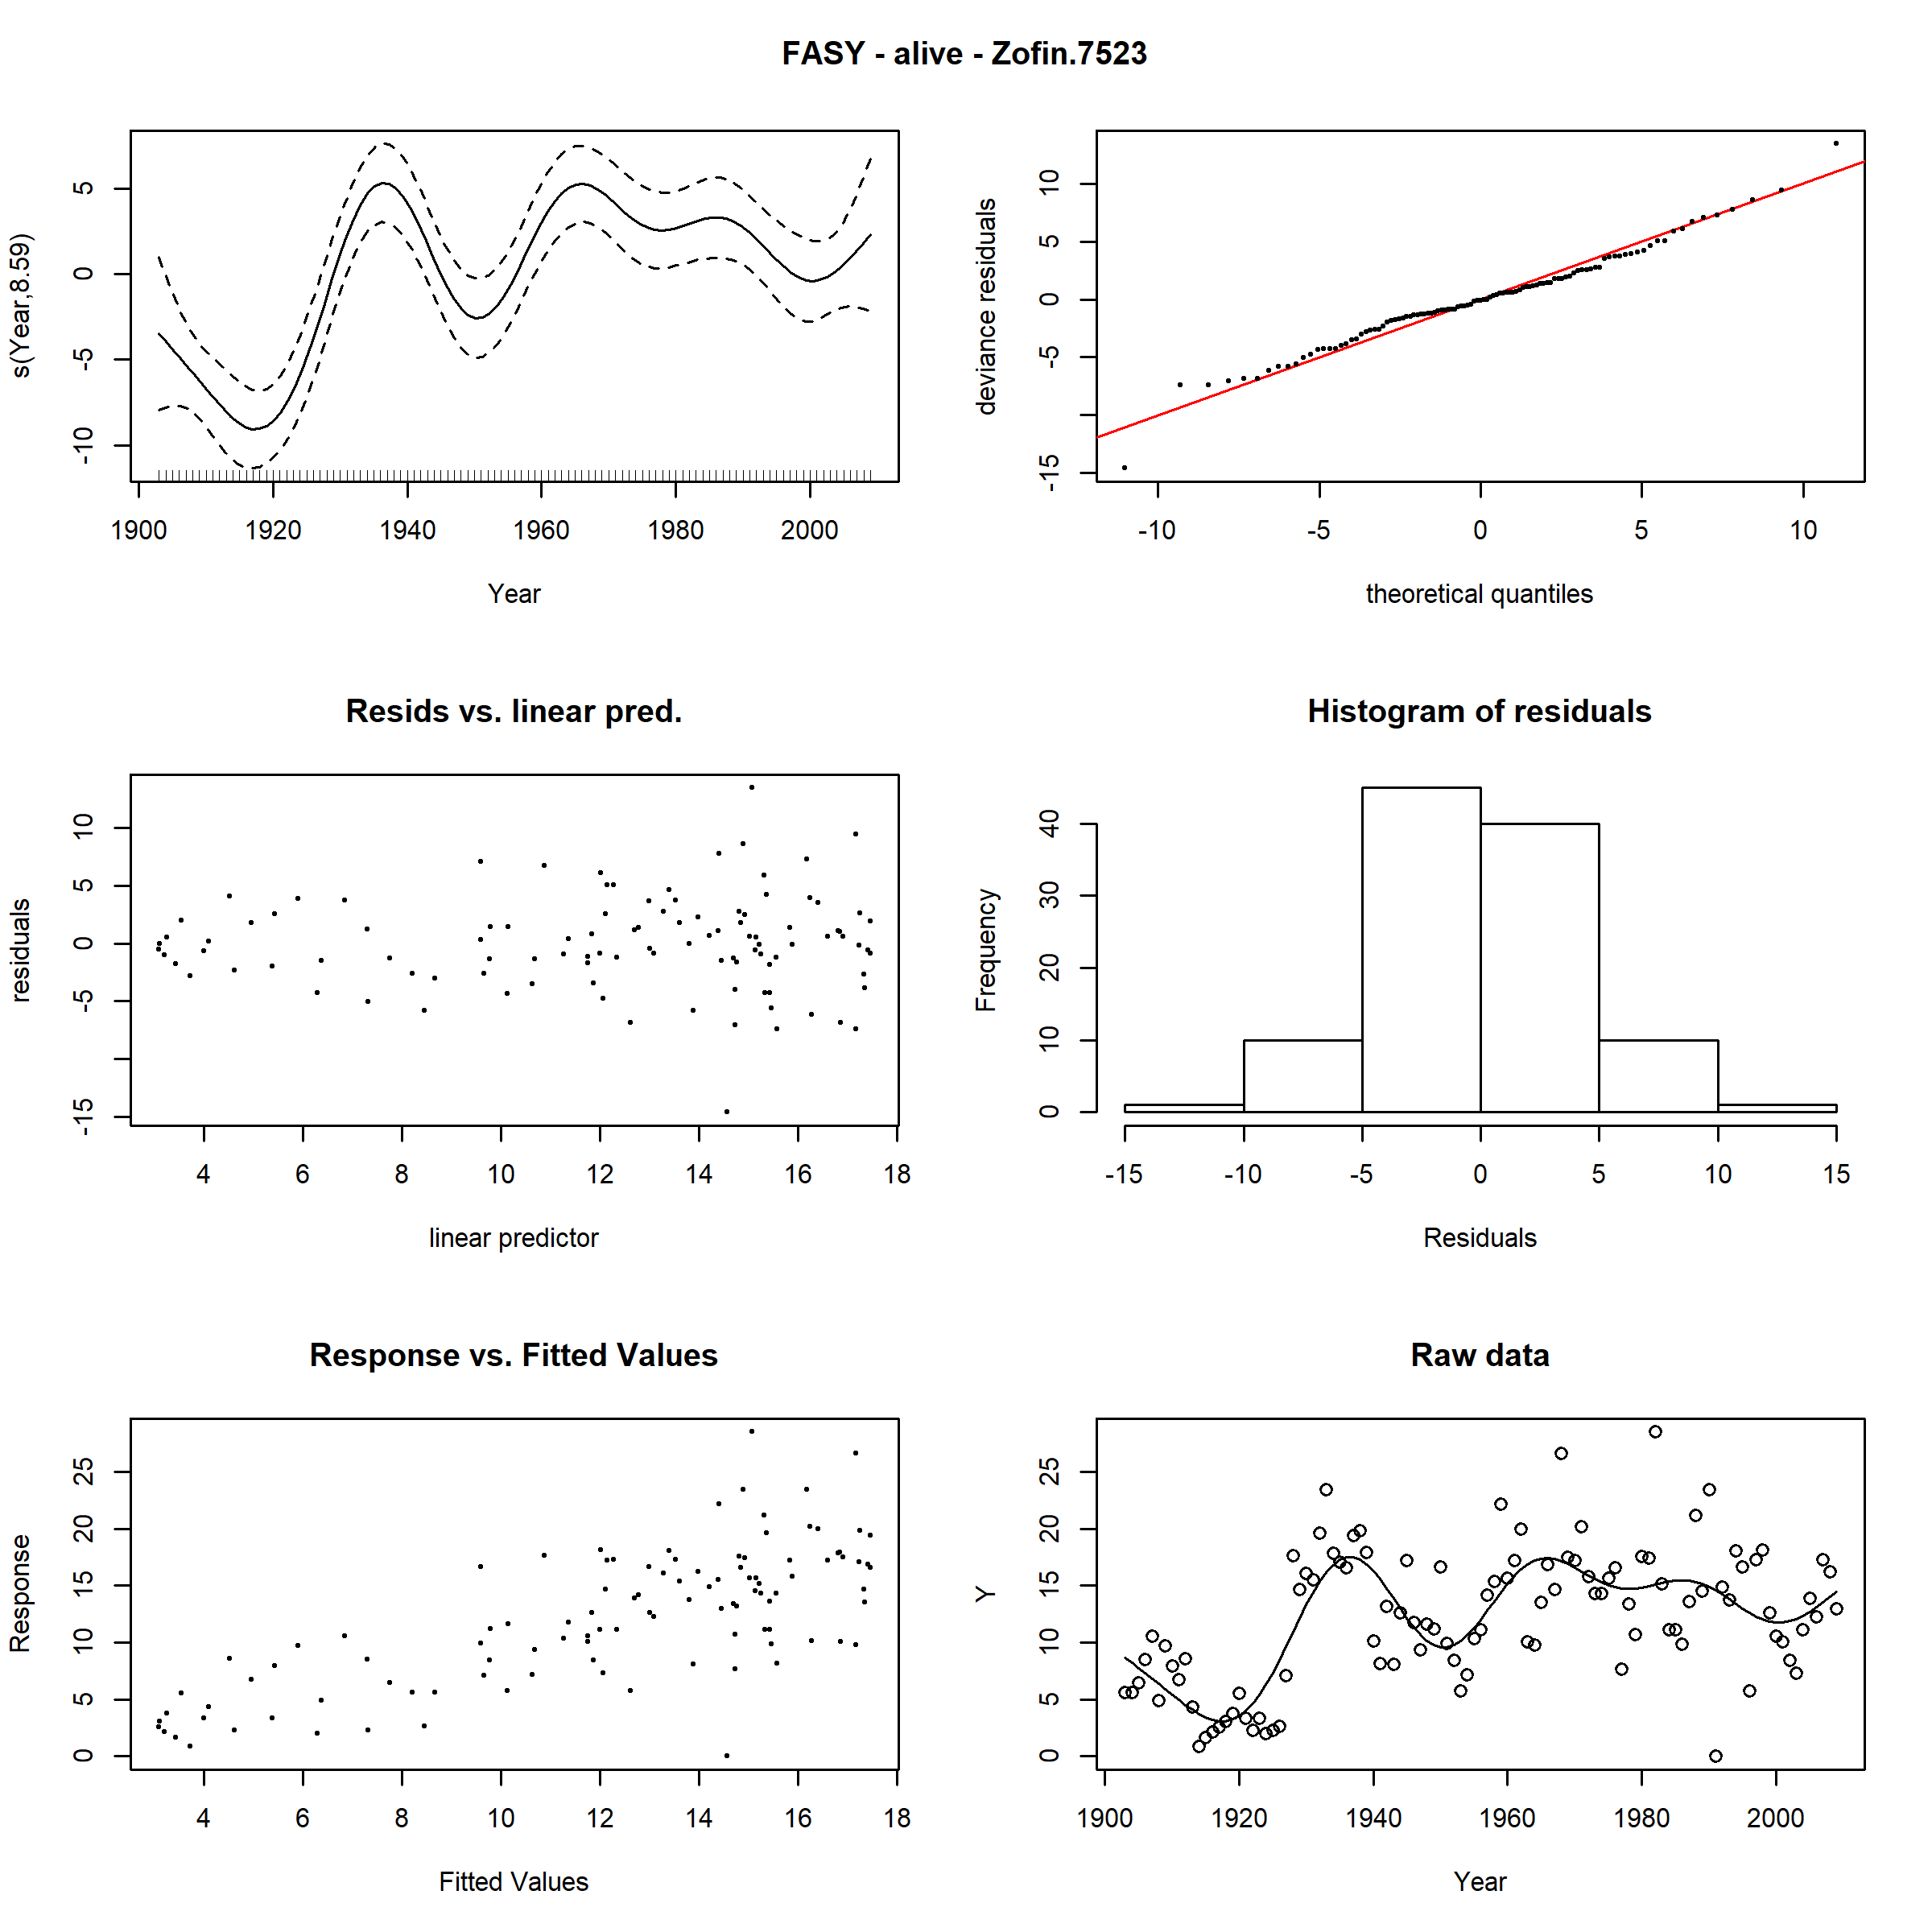 FASY - alive - Zofin.7523
s(Year,8.59)
5
0
-5
-10
1900 1920 1940 1960 1980 2000
Year
deviance residuals
10
5
0
-5
-15
-10 -5 0 5 10
theoretical quantiles
Resids vs. linear pred.
residuals
10
5
0
-5
-15
4 6 8 10 12 14 16 18
linear predictor
Histogram of residuals
Frequency
40
30
20
10
0
-15 -10 -5 0 5 10 15
Residuals
Response vs. Fitted Values
Response
25
20
15
10
5
0
4 6 8 10 12 14 16 18
Fitted Values
Raw data
Y
25
20
15
10
5
0
1900 1920 1940 1960 1980 2000
Year